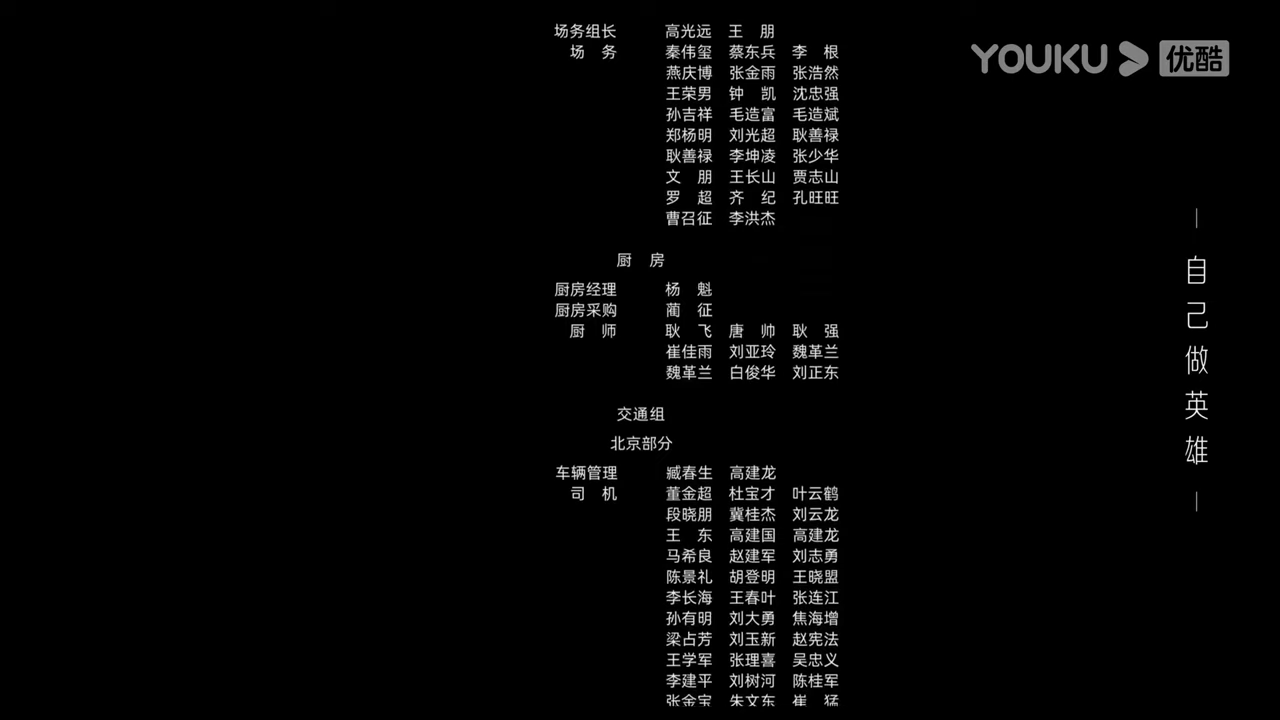 场务组长 高光远 王 朋
场 务 秦伟玺 蔡东兵 李 根
燕庆博 张金雨 张浩然
王荣男 钟 凯 沈忠强
孙吉祥 毛造富 毛造斌
郑杨明 刘光超 耿善禄
耿善禄 李坤凌 张少华
文 朋 王长山 贾志山
罗 超 齐 纪 孔旺旺
曹召征 李洪杰
厨 房
厨房经理 杨 魁
厨房采购 蔺 征
厨 师 耿 飞 唐 帅 耿 强
崔佳雨 刘亚玲 魏革兰
魏革兰 白俊华 刘正东
交通组
北京部分
车辆管理 臧春生 高建龙
司 机 董金超 杜宝才 叶云鹤
段晓朋 冀桂杰 刘云龙
王 东 高建国 高建龙
马希良 赵建军 刘志勇
陈景礼 胡登明 王晓盟
李长海 王春叶 张连江
孙有明 刘大勇 焦海增
梁占芳 刘玉新 赵宪法
王学军 张理喜 吴忠义
李建平 刘树河 陈桂军
张金宝 朱文东 崔 猛
YOUKU 优酷
自己做英雄